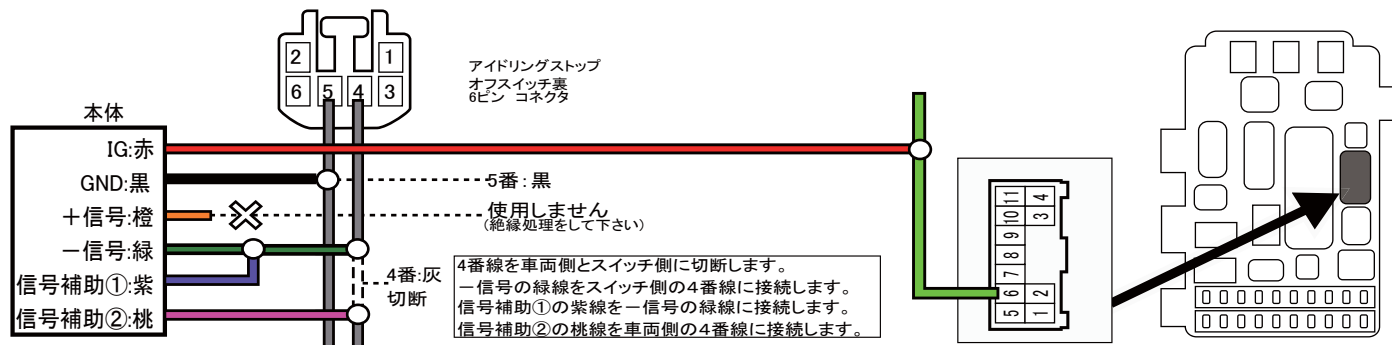 2
1
6
5
4
3
アイドリングストップ
オフスイッチ裏
6ピン コネクタ
本体
IG:赤
GND:黒
＋信号:橙
－信号:緑
信号補助①:紫
信号補助②:桃
5番:黒
使用しません
(絶縁処理をして下さい)
4番:灰
切断
4番線を車両側とスイッチ側に切断します。
－信号の緑線をスイッチ側の4番線に接続します。
信号補助①の紫線を－信号の緑線に接続します。
信号補助②の桃線を車両側の4番線に接続します。
11 4
10 3
9
8
7
6 2
5 1